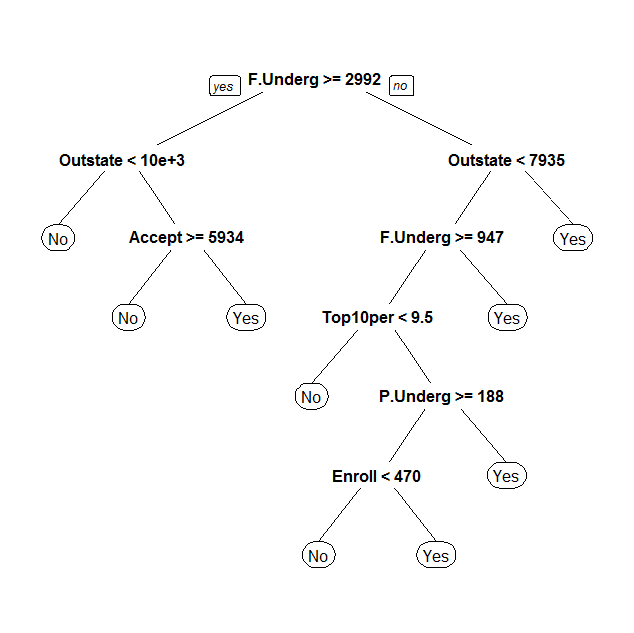 yes F.Underg >= 2992 no
Outstate < 10e+3 Outstate < 7935
No Accept >= 5934 F.Underg >= 947 Yes
No Yes Top10per < 9.5 Yes
No P.Underg >= 188
Enroll < 470 Yes
No Yes